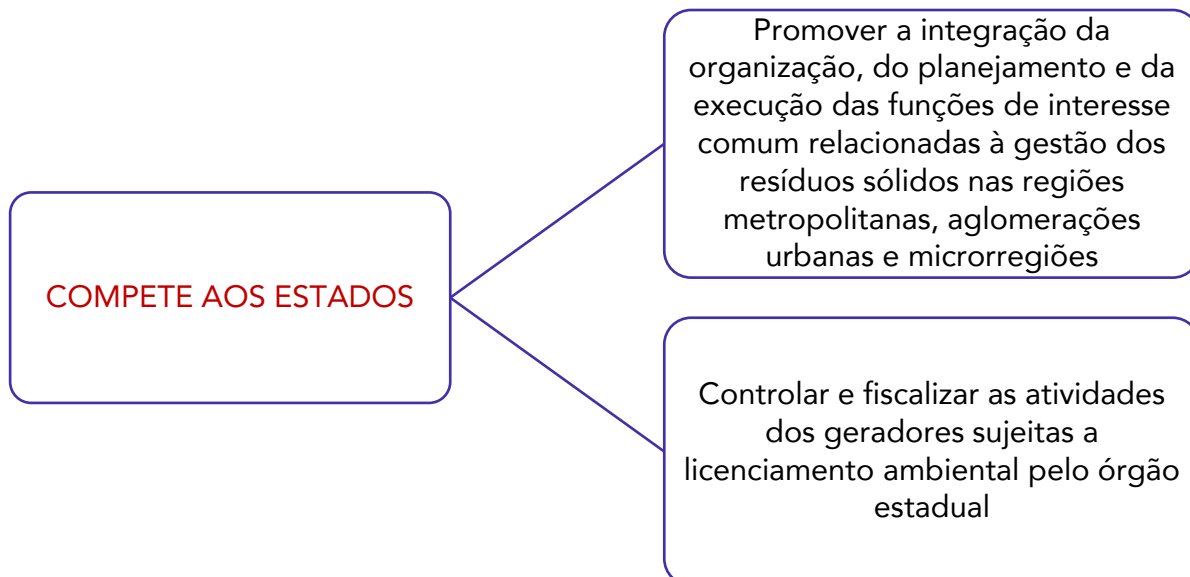 COMPETE AOS ESTADOS
Promover a integração da
organização, do planejamento e da
execução das funções de interesse
comum relacionadas à gestão dos
resíduos sólidos nas regiões
metropolitanas, aglomerações
urbanas e microrregiões
Controlar e fiscalizar as atividades
dos geradores sujeitas a
licenciamento ambiental pelo órgão
estadual